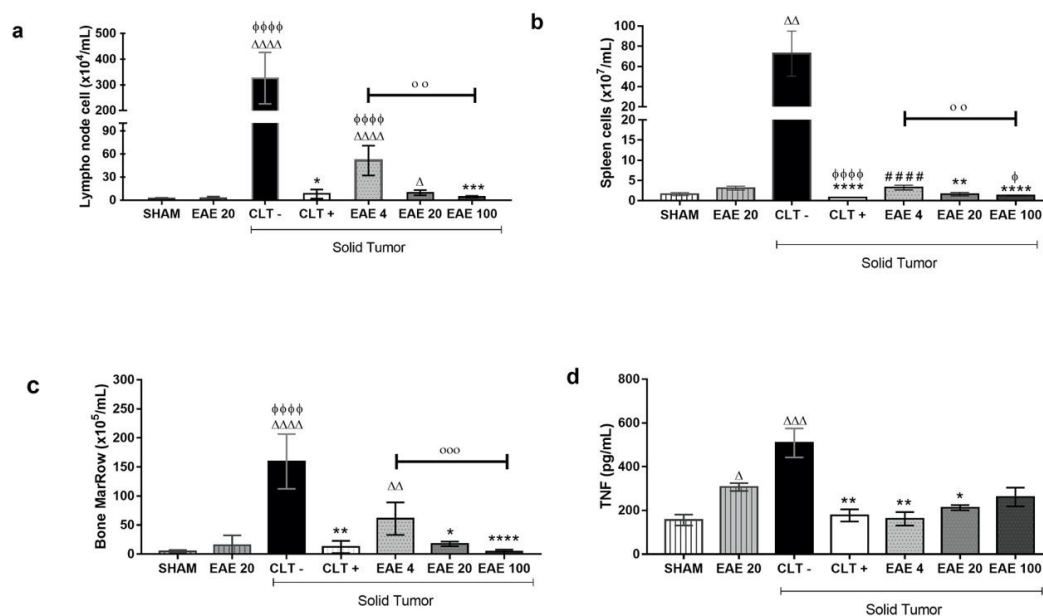 a
Lympho node cell (x10⁴/mL)
500
400
300
200
90
60
30
0
ϕϕϕϕ
ΔΔΔΔ
*
ϕϕϕϕ
ΔΔΔΔ
o o
Δ
***
SHAM EAE 20 CLT - CLT + EAE 4 EAE 20 EAE 100
Solid Tumor
b
Spleen cells (x10⁷/mL)
100
80
60
40
20
15
10
5
0
ΔΔ
ϕϕϕϕ
****
####
o o
**
ϕ
****
SHAM EAE 20 CLT - CLT + EAE 4 EAE 20 EAE 100
Solid Tumor
c
Bone MarRow (x10⁵/mL)
300
250
200
150
100
50
0
ϕϕϕϕ
ΔΔΔΔ
**
ΔΔ
ooo
*
****
SHAM EAE 20 CLT - CLT + EAE 4 EAE 20 EAE 100
Solid Tumor
d
TNF (pg/mL)
800
600
400
200
0
Δ
ΔΔΔ
**
**
*
SHAM EAE 20 CLT - CLT + EAE 4 EAE 20 EAE 100
Solid Tumor